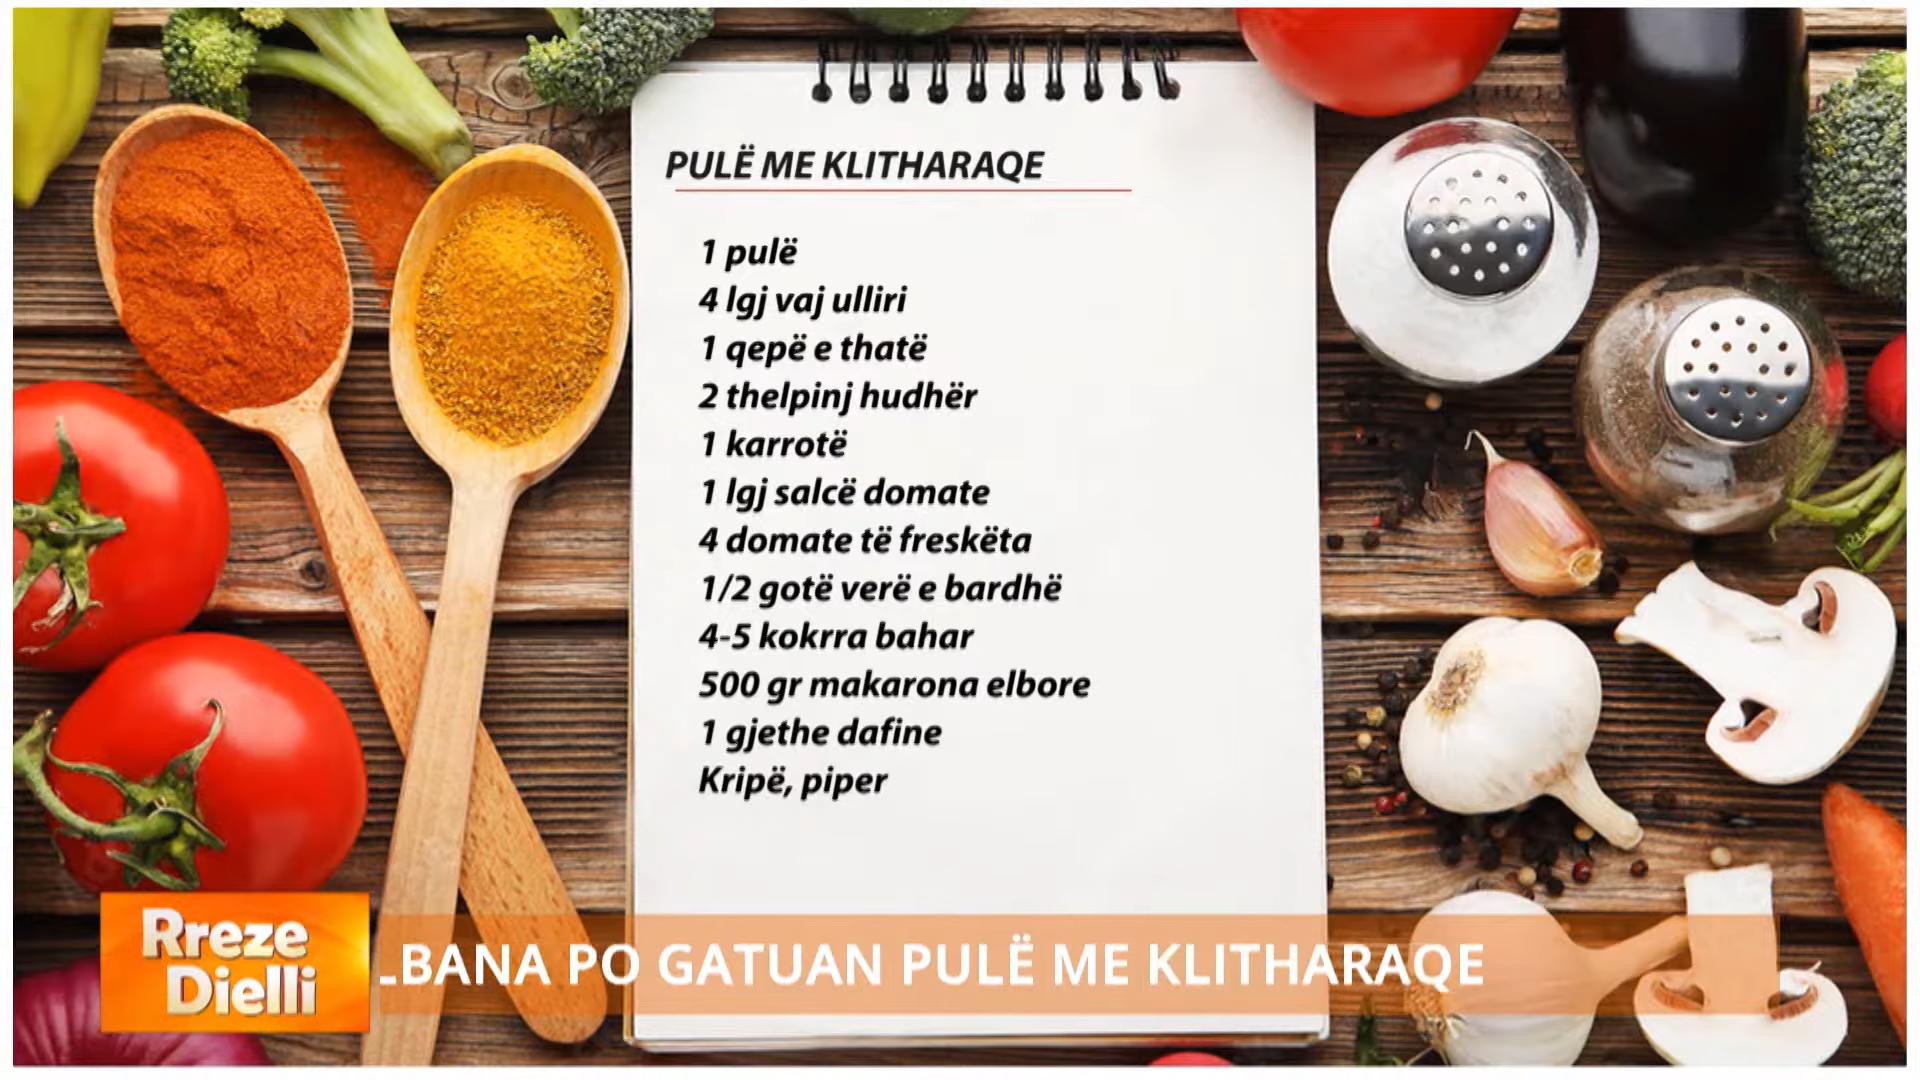 PULË ME KLITHARAQE
1 pulë
4 lgj vaj ulliri
1 qepë e thatë
2 thelpinj hudhër
1 karrotë
1 lgj salcë domate
4 domate të freskëta
1/2 gotë verë e bardhë
4-5 kokrra bahar
500 gr makarona elbore
1 gjethe dafine
Kripë, piper
Rreze
Dielli
LBANA PO GATUAN PULË ME KLITHARAQE